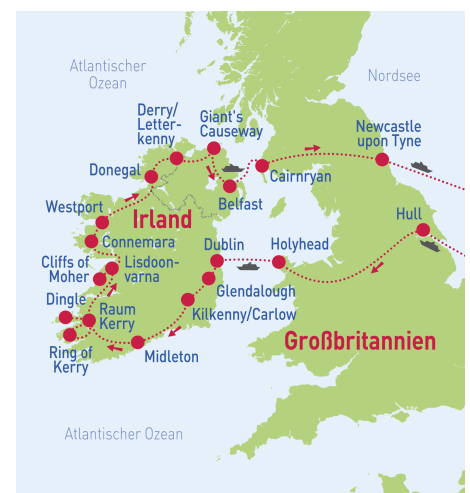 Atlantischer
Ozean
Nordsee
Derry/
Letter-
kenny
Giant's
Causeway
Newcastle
upon Tyne
Donegal
Cairnryan
Belfast
Westport
Irland
Hull
Connemara
Dublin
Holyhead
Cliffs of
Moher
Lisdoon-
varna
Glendalough
Dingle
Raum
Kerry
Kilkenny/Carlow
Großbritannien
Ring of
Kerry
Midleton
Atlantischer Ozean